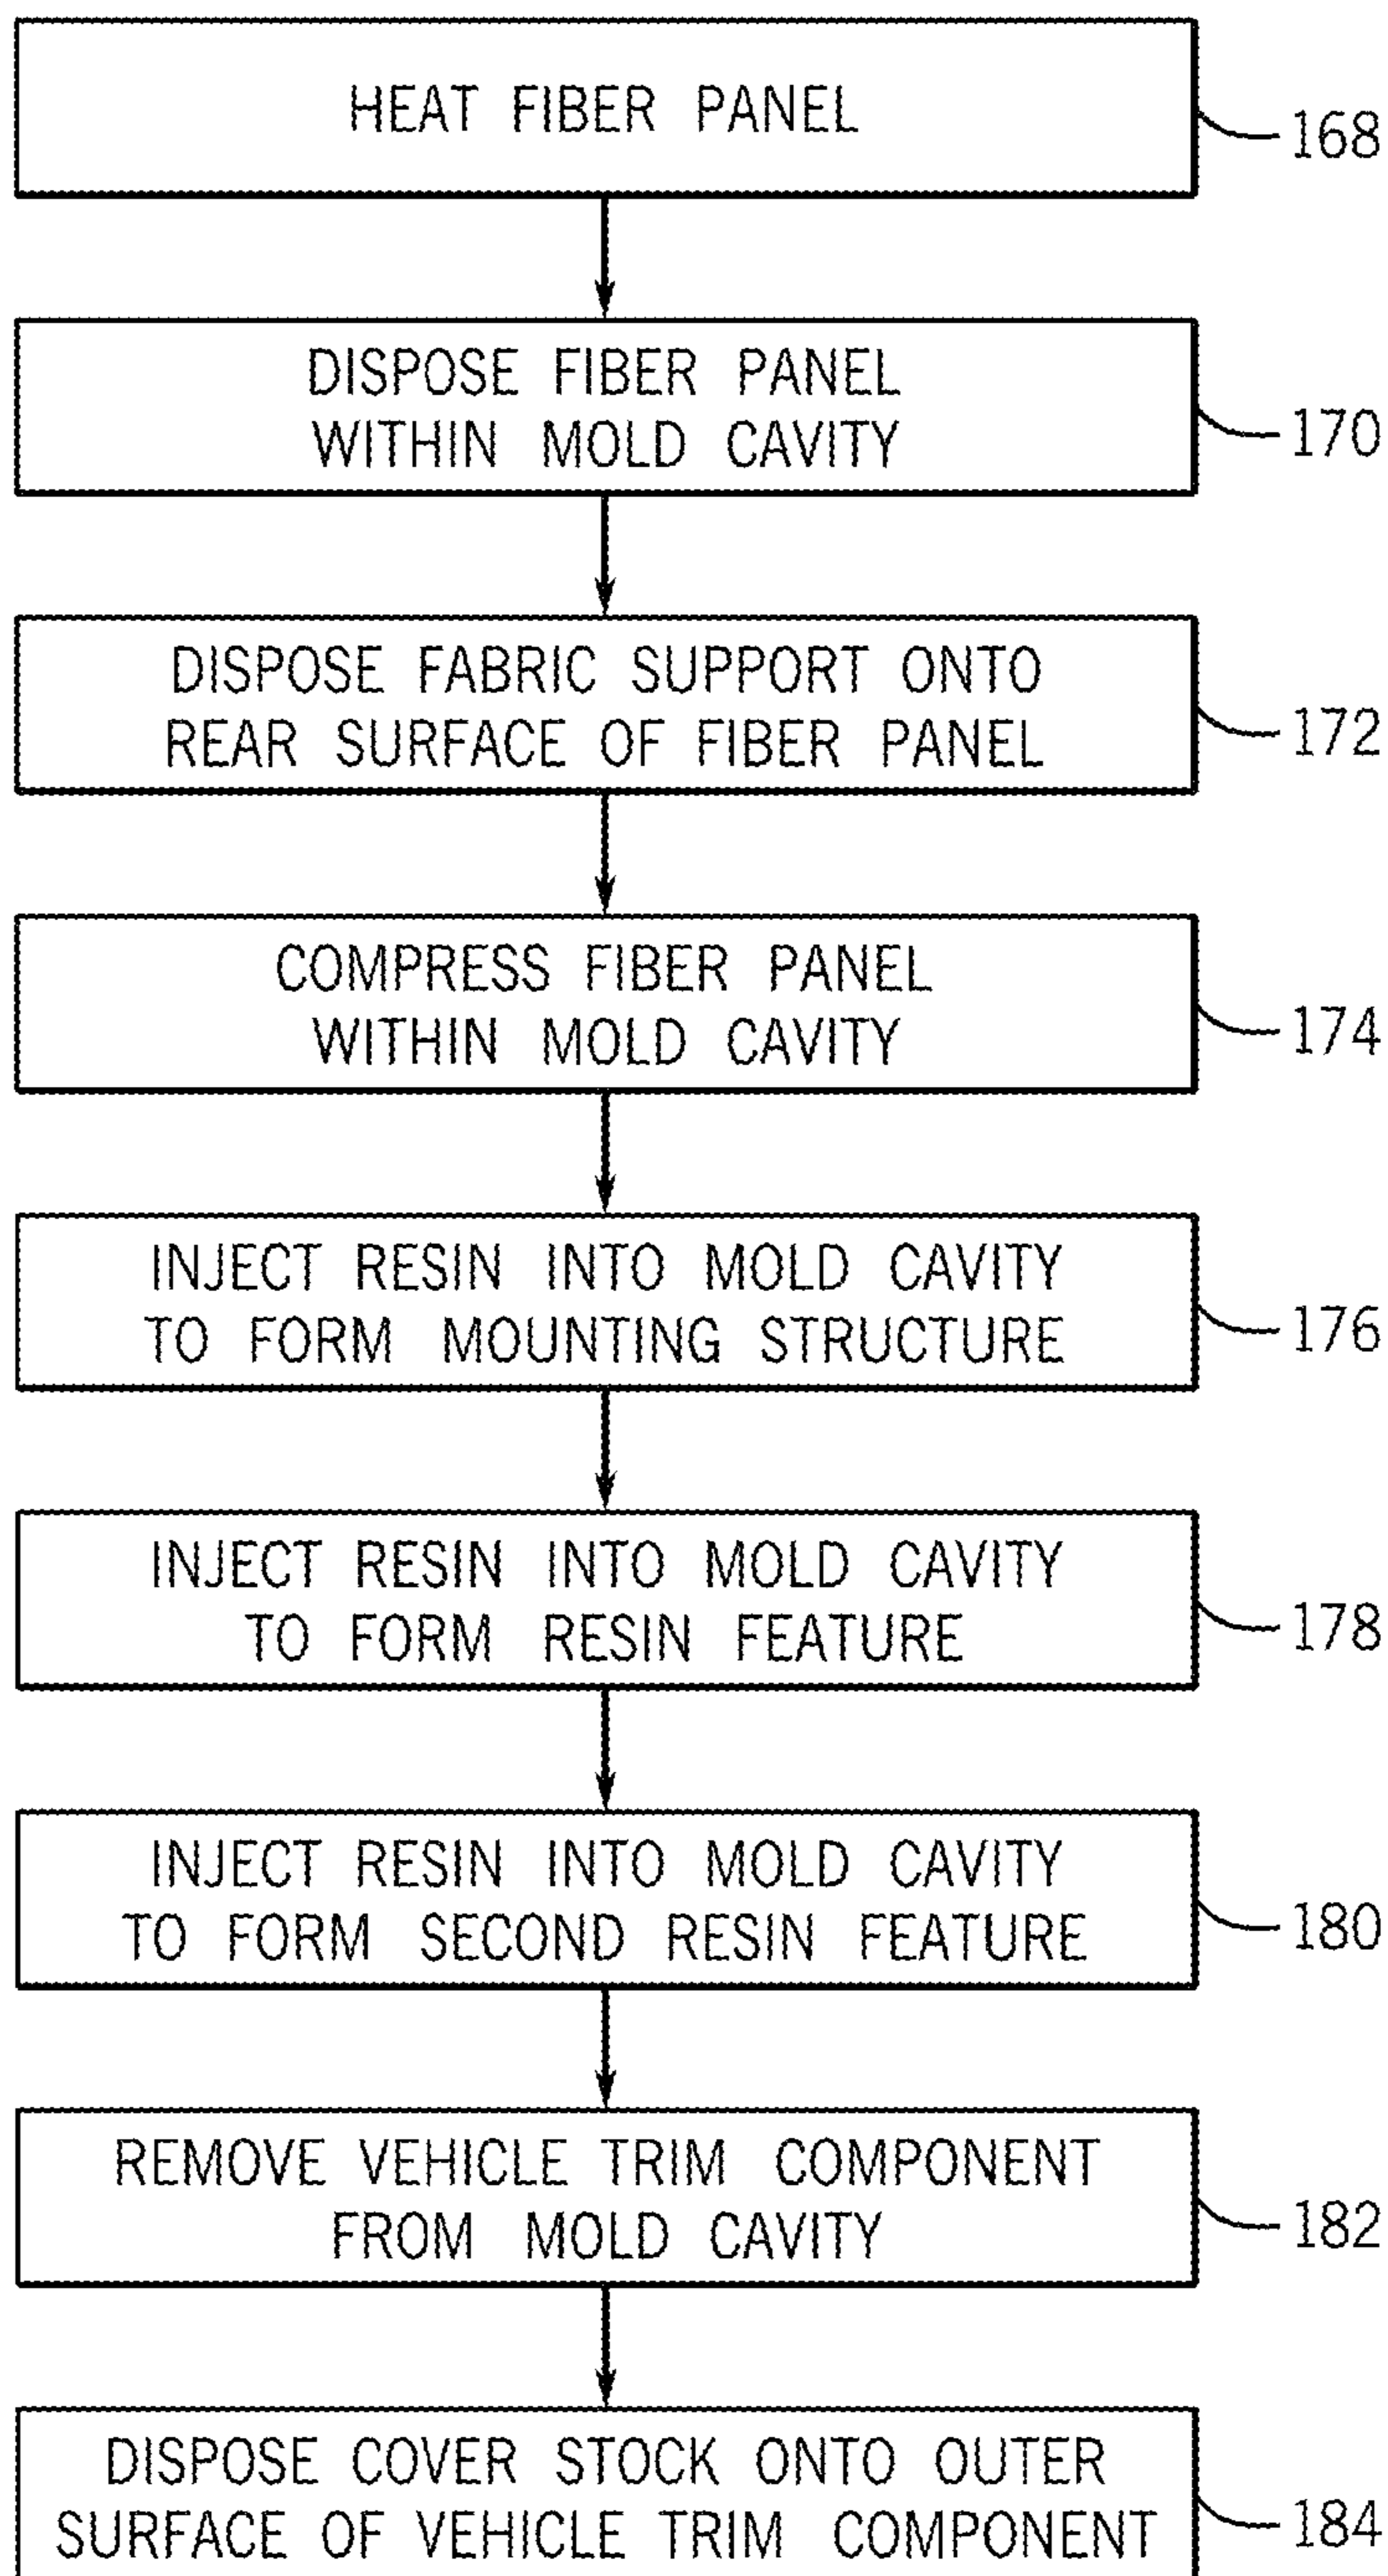 HEAT FIBER PANEL
168
DISPOSE FIBER PANEL
WITHIN MOLD CAVITY
170
DISPOSE FABRIC SUPPORT ONTO
REAR SURFACE OF FIBER PANEL
172
COMPRESS FIBER PANEL
WITHIN MOLD CAVITY
174
INJECT RESIN INTO MOLD CAVITY
TO FORM MOUNTING STRUCTURE
176
INJECT RESIN INTO MOLD CAVITY
TO FORM RESIN FEATURE
178
INJECT RESIN INTO MOLD CAVITY
TO FORM SECOND RESIN FEATURE
180
REMOVE VEHICLE TRIM COMPONENT
FROM MOLD CAVITY
182
DISPOSE COVER STOCK ONTO OUTER
SURFACE OF VEHICLE TRIM COMPONENT
184